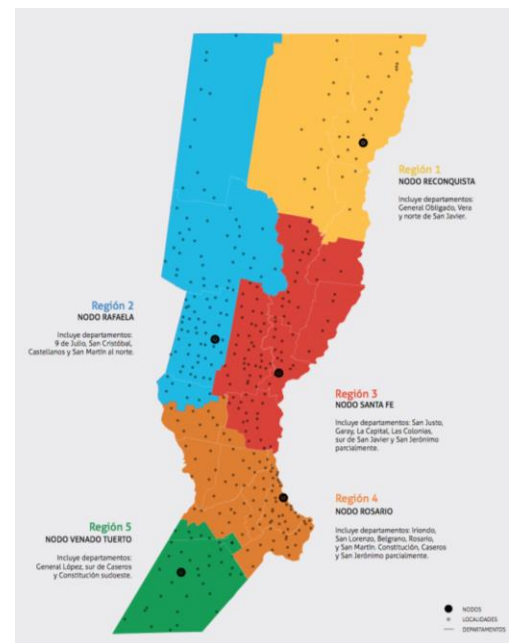 Región 1
NODO RECONQUISTA
Incluye departamentos:
General Obligado, Vera
y norte de San Javier.
Región 2
NODO RAFAELA
Incluye departamentos:
9 de Julio, San Cristóbal,
Castellanos y San Martín al norte.
Región 3
NODO SANTA FE
Incluye departamentos: San Justo,
Garay, La Capital, Las Colonias,
sur de San Javier y San Jerónimo
parcialmente.
Región 4
NODO ROSARIO
Incluye departamentos: Iriondo,
San Lorenzo, Belgrano, Rosario,
y San Martín. Constitución, Caseros
y San Jerónimo parcialmente.
Región 5
NODO VENADO TUERTO
Incluye departamentos:
General López, sur de Caseros
y Constitución sudoeste.
NODOS
LOCALIDADES
DEPARTAMENTOS